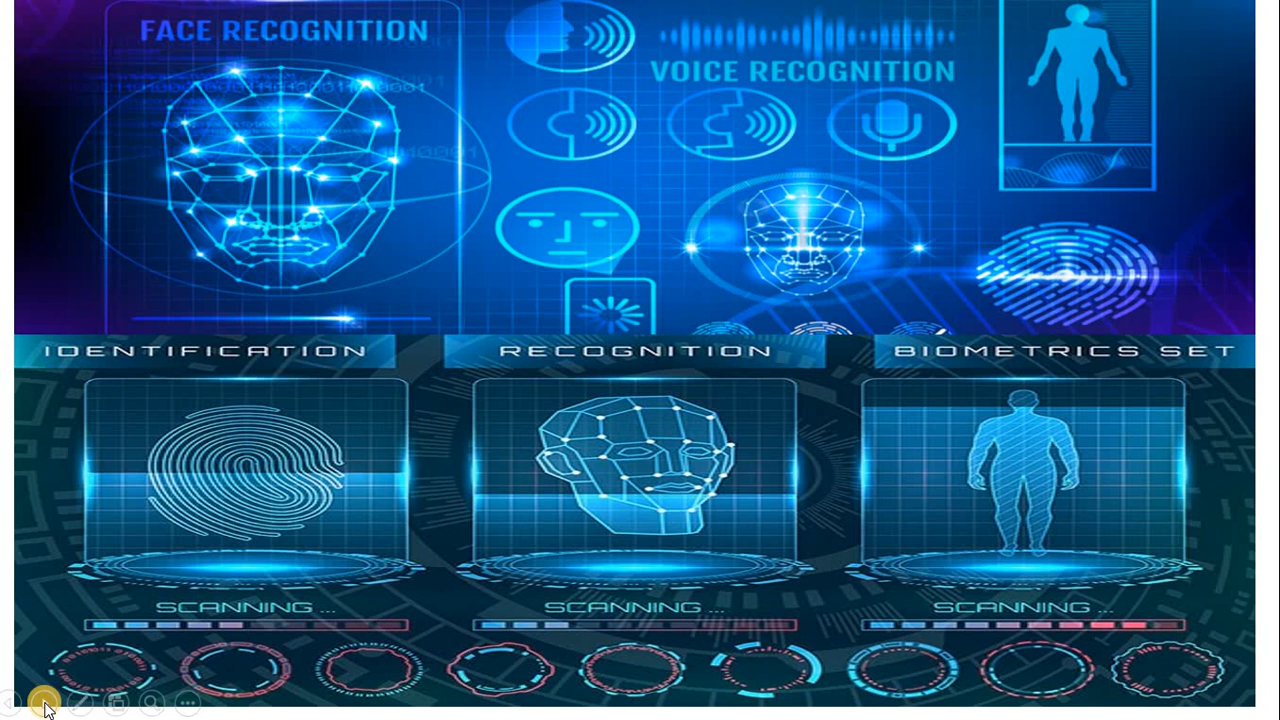 FACE RECOGNITION
VOICE RECOGNITION
IDENTIFICATION
RECOGNITION
BIOMETRICS SET
SCANNING ...
SCANNING ...
SCANNING ...